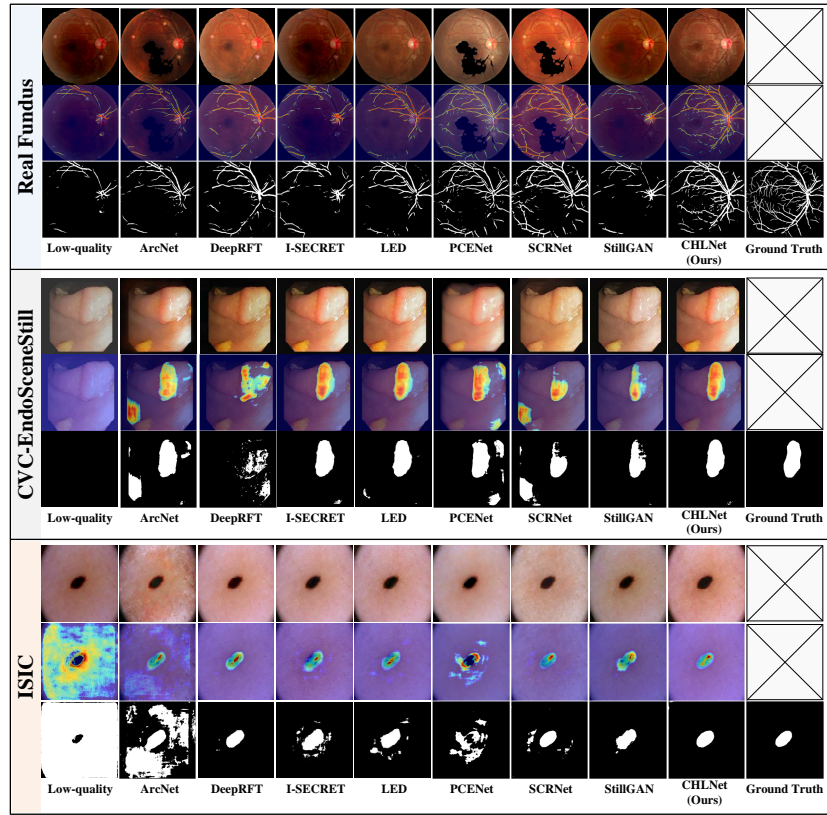 Real Fundus
Low-quality ArcNet DeepRFT I-SECRET LED PCENet SCRNet StillGAN CHLNet Ground Truth
(Ours)
CVC-EndoSceneStill
Low-quality ArcNet DeepRFT I-SECRET LED PCENet SCRNet StillGAN CHLNet Ground Truth
(Ours)
ISIC
Low-quality ArcNet DeepRFT I-SECRET LED PCENet SCRNet StillGAN CHLNet Ground Truth
(Ours)